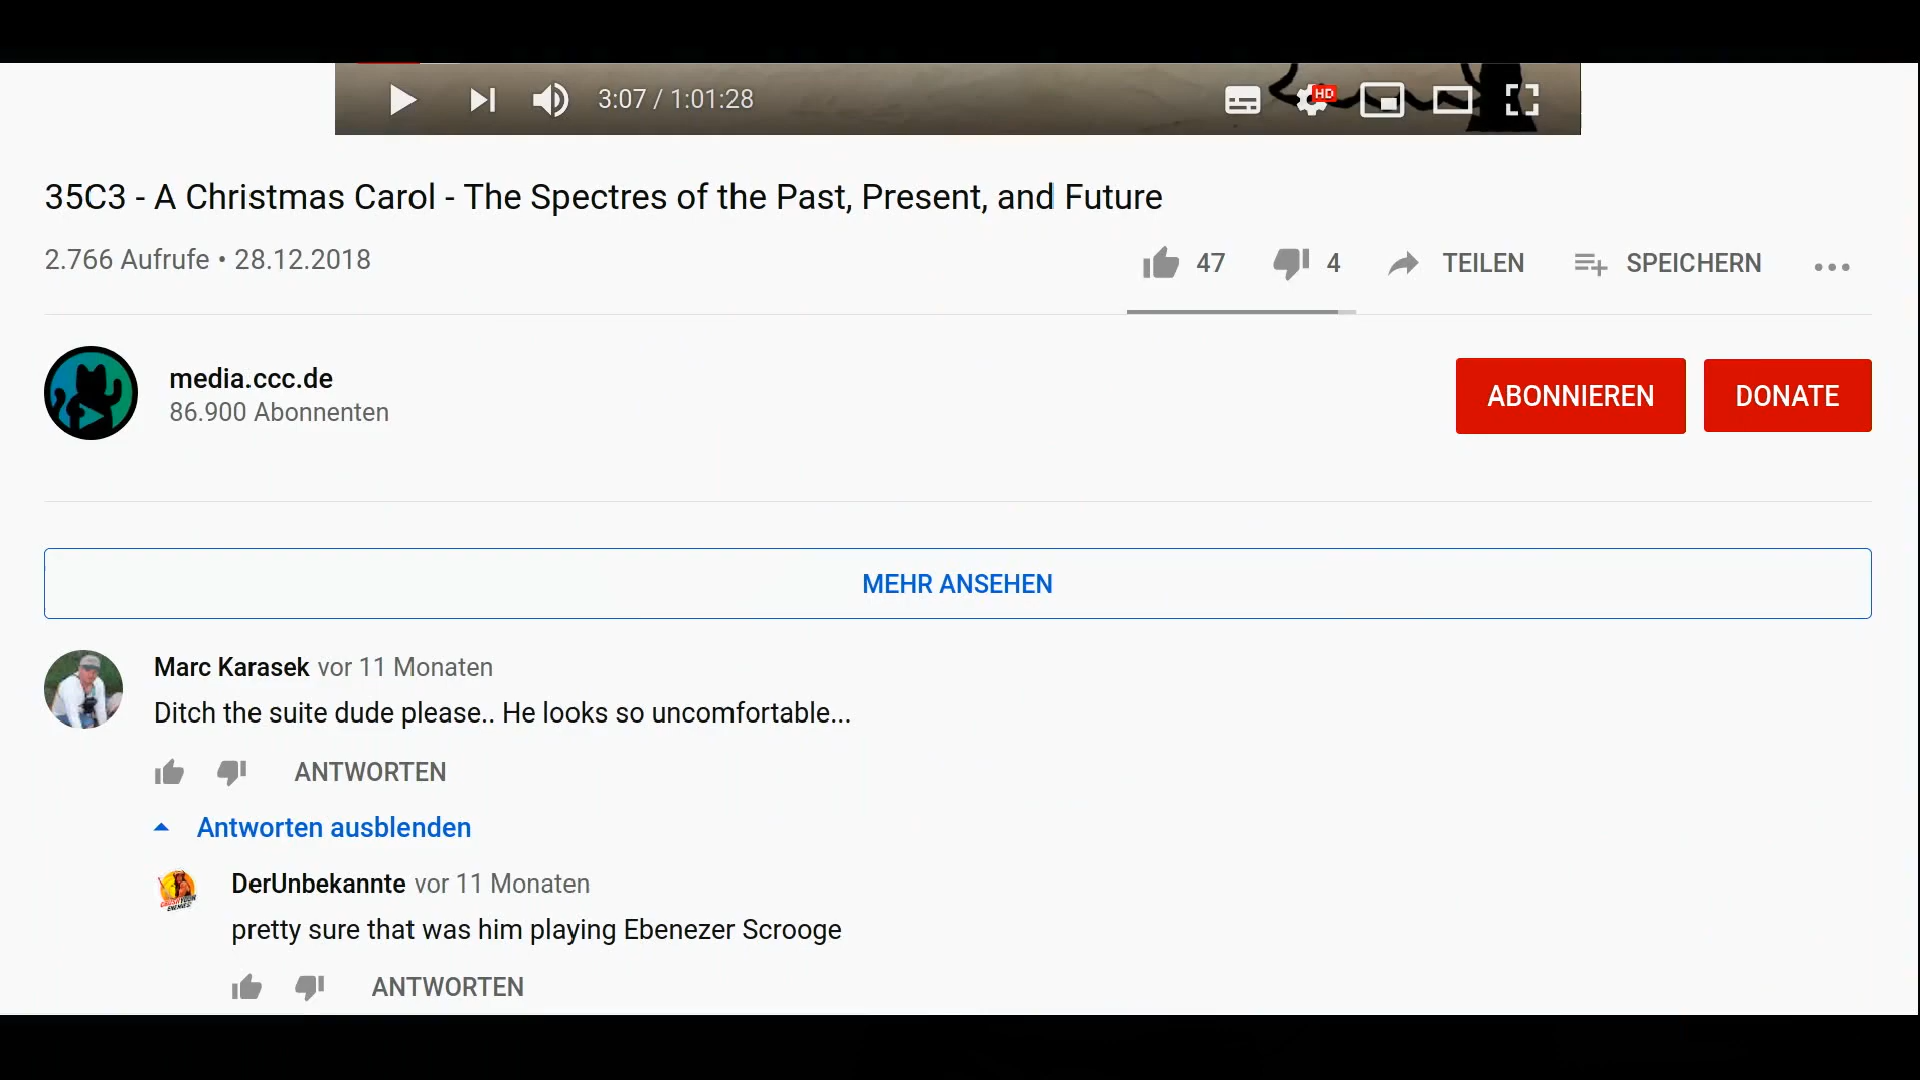 3:07 / 1:01:28
HD
35C3 - A Christmas Carol - The Spectres of the Past, Present, and Future
2.766 Aufrufe • 28.12.2018
47
4
TEILEN
SPEICHERN
media.ccc.de
86.900 Abonnenten
ABONNIEREN
DONATE
MEHR ANSEHEN
Marc Karasek vor 11 Monaten
Ditch the suite dude please.. He looks so uncomfortable...
ANTWORTEN
Antworten ausblenden
DerUnbekannte vor 11 Monaten
pretty sure that was him playing Ebenezer Scrooge
ANTWORTEN